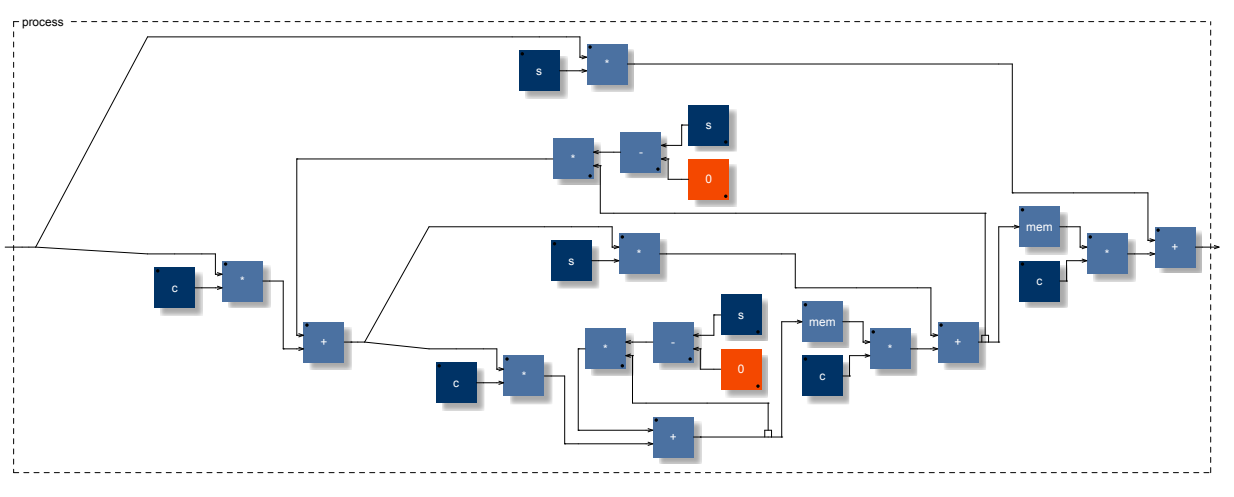 process
s *
s
* -
0
mem
s * * +
c
c * s
mem
+ * - * +
0 c
c *
+